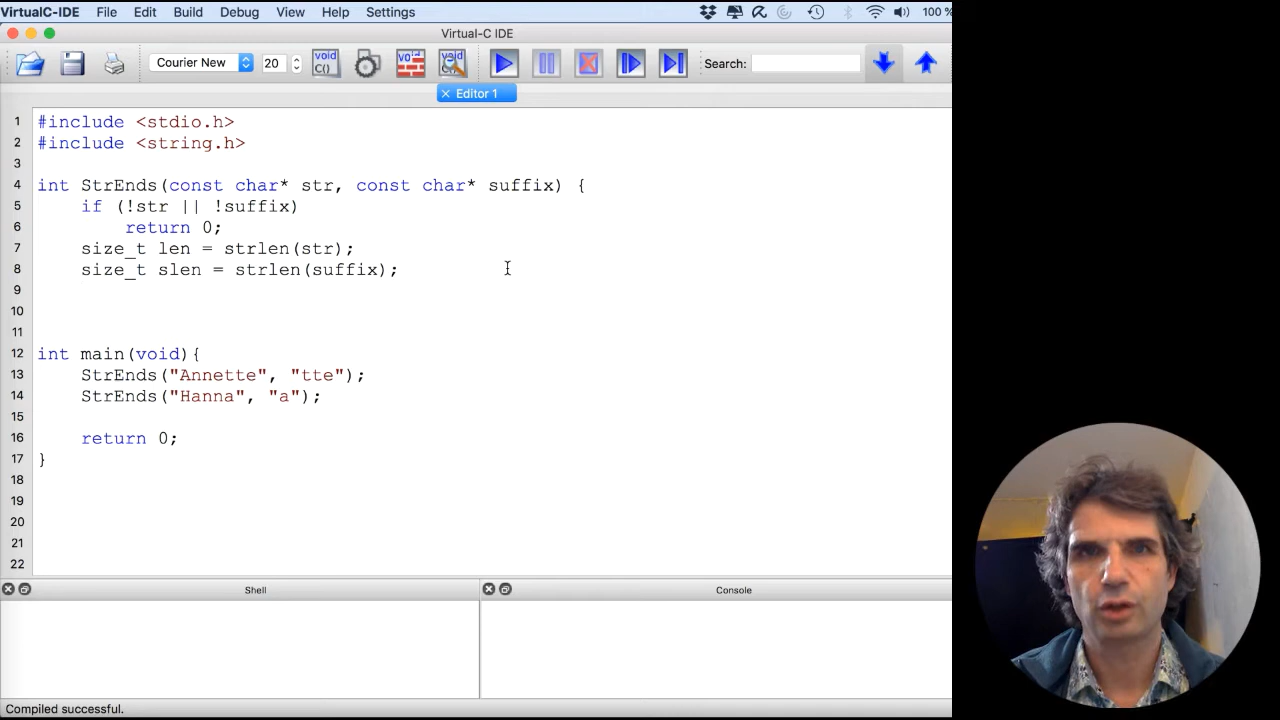 VirtualC-IDE File Edit Build Debug View Help Settings 100 %
Virtual-C IDE
Courier New 20 void C() void void Search:
Editor 1
1 #include <stdio.h>
2 #include <string.h>
3
4 int StrEnds(const char* str, const char* suffix) {
5 if (!str || !suffix)
6 return 0;
7 size_t len = strlen(str);
8 size_t slen = strlen(suffix);
9
10
11
12 int main(void){
13 StrEnds("Annette", "tte");
14 StrEnds("Hanna", "a");
15
16 return 0;
17 }
18
19
20
21
22
Shell Console
Compiled successful.